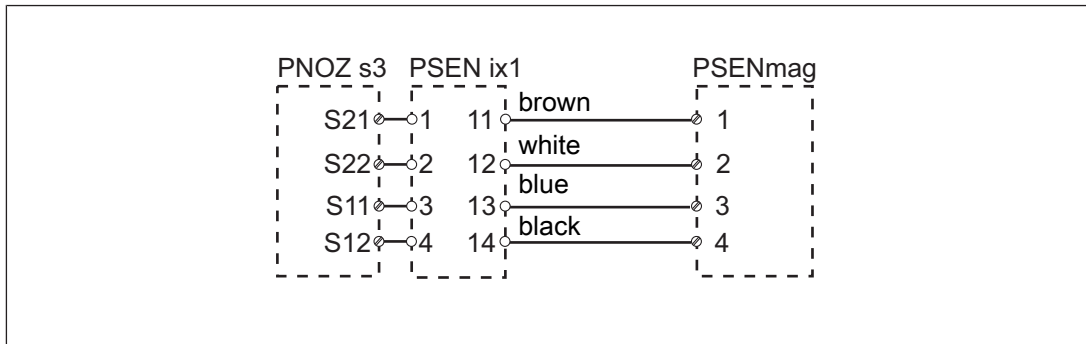 PNOZ s3 PSEN ix1 PSENmag
brown
S21 1 11 1
white
S22 2 12 2
blue
S11 3 13 3
black
S12 4 14 4